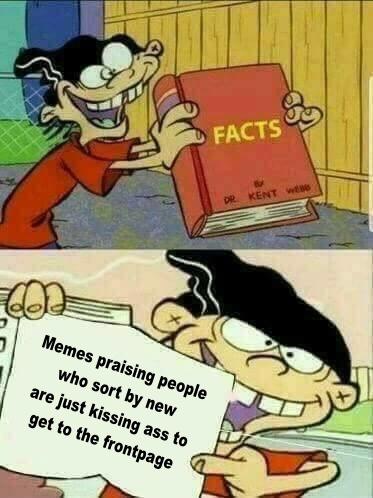 FACTS
BY
DR. KENT WEBB
Memes praising people
who sort by new
are just kissing ass to
get to the frontpage